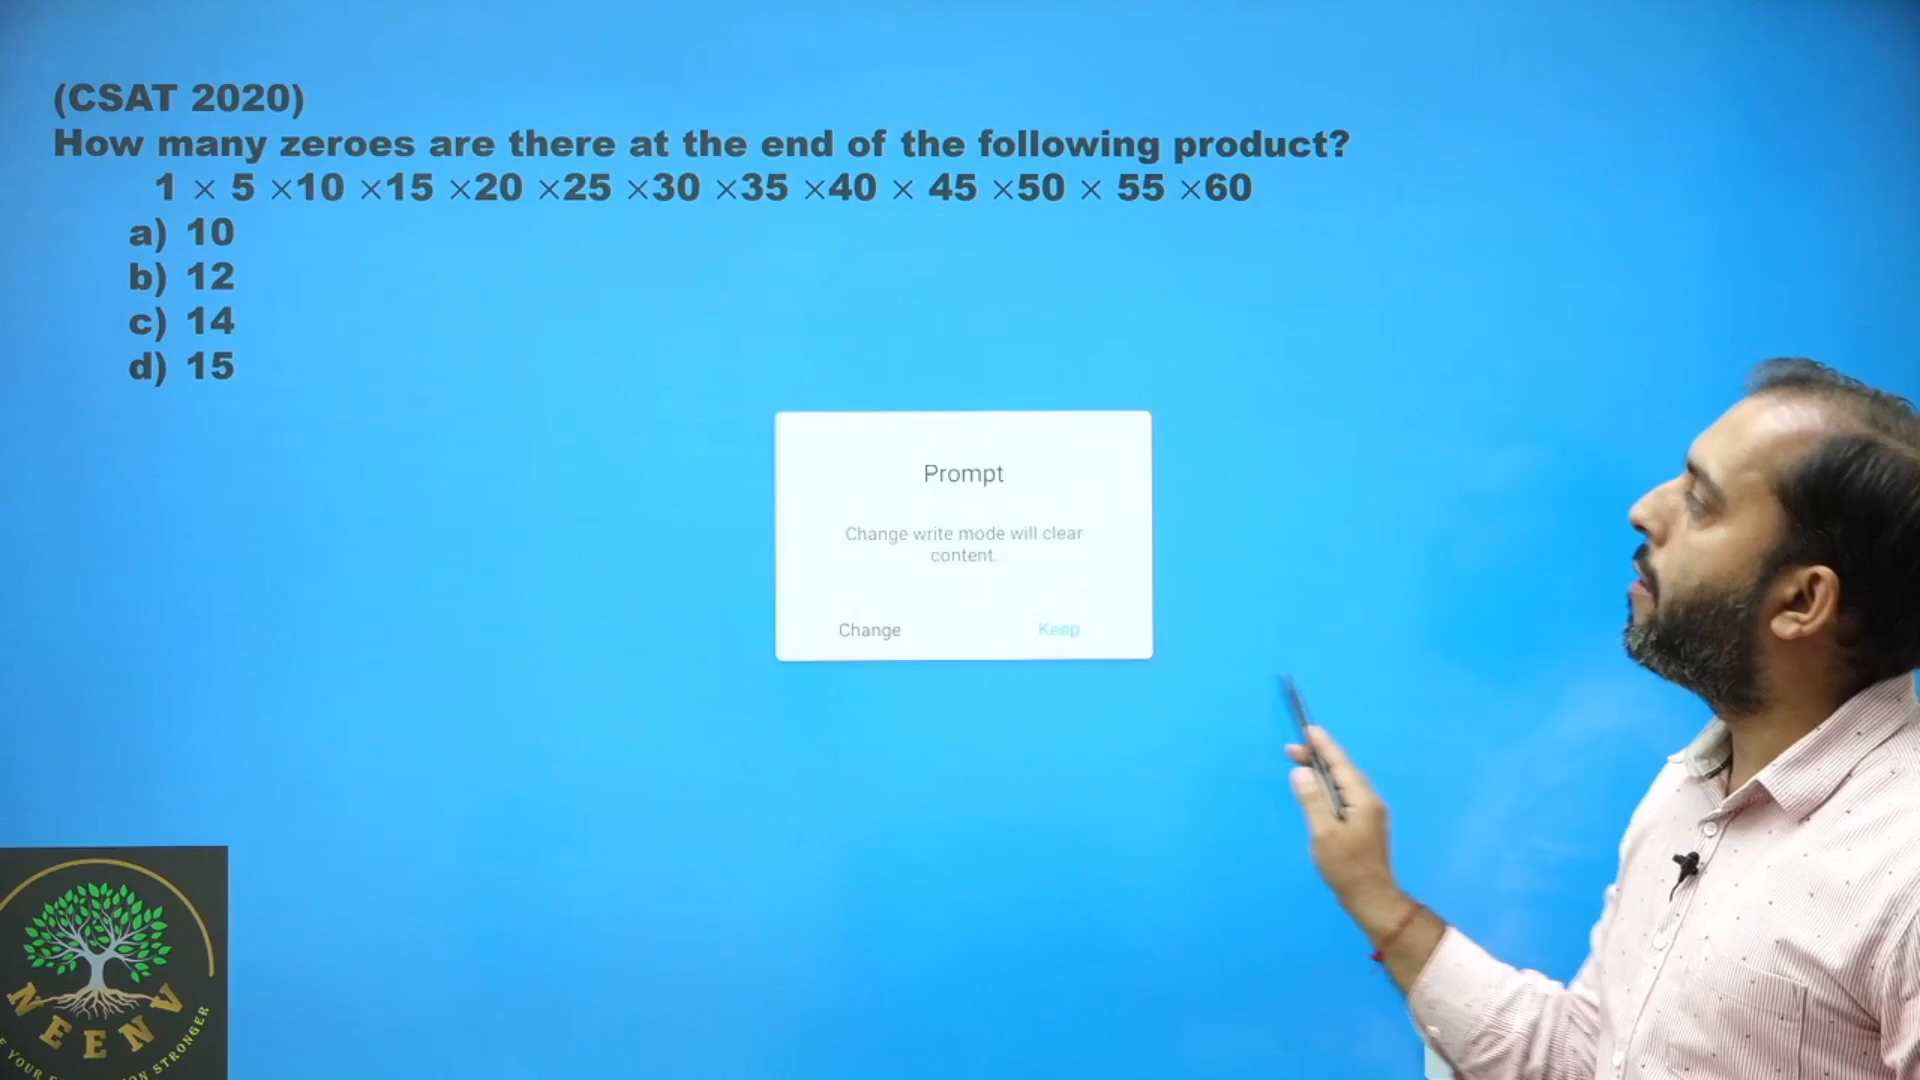 (CSAT 2020)
How many zeroes are there at the end of the following product?
1 × 5 ×10 ×15 ×20 ×25 ×30 ×35 ×40 × 45 ×50 × 55 ×60
a) 10
b) 12
c) 14
d) 15
Prompt
Change write mode will clear
content.
Change Keep
NEENV
YOUR STRONGER